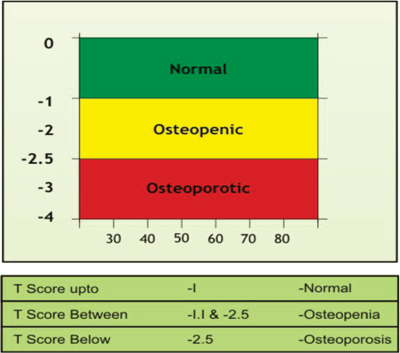 0
Normal
-1
-2
Osteopenic
-2.5
-3
Osteoporotic
-4
30 40 50 60 70 80
T Score upto -I -Normal
T Score Between -I.I & -2.5 -Osteopenia
T Score Below -2.5 -Osteoporosis